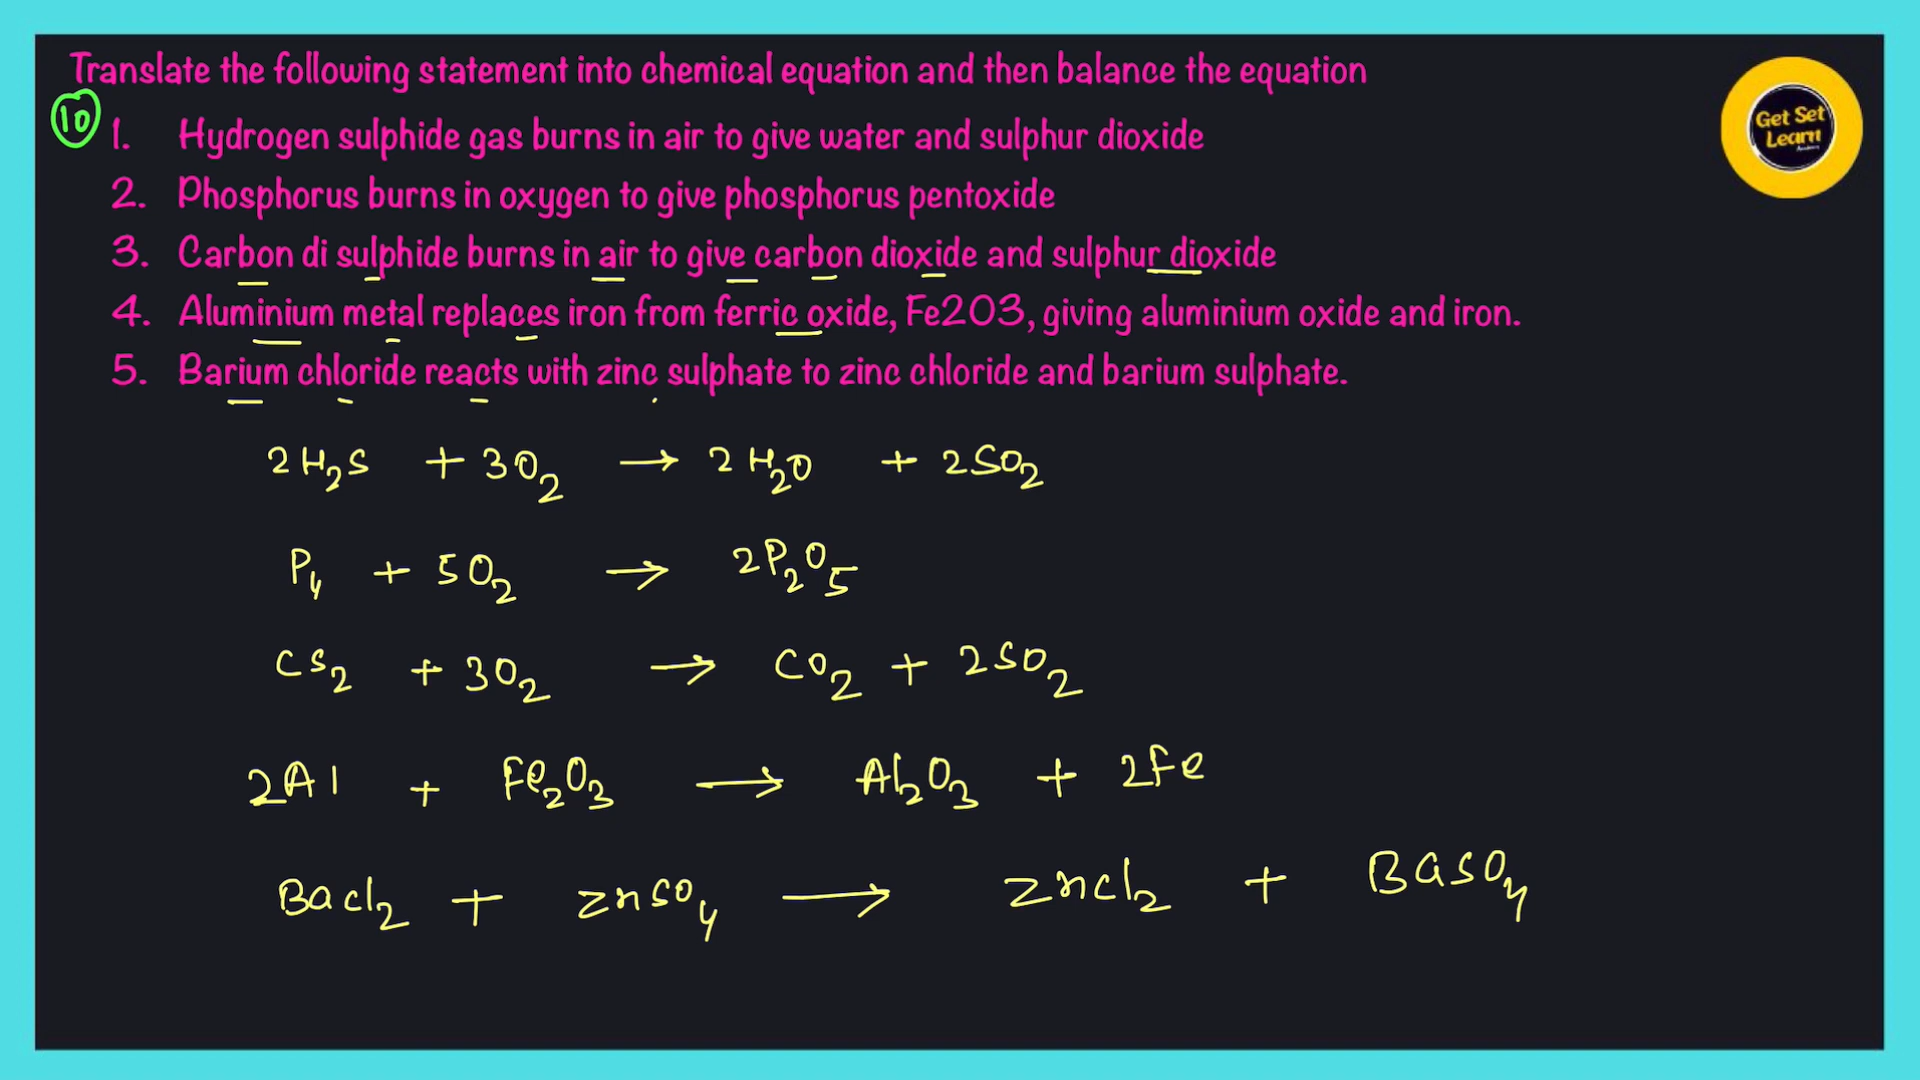 Translate the following statement into chemical equation and then balance the equation
10
1. Hydrogen sulphide gas burns in air to give water and sulphur dioxide
2. Phosphorus burns in oxygen to give phosphorus pentoxide
3. Carbon di sulphide burns in air to give carbon dioxide and sulphur dioxide
4. Aluminium metal replaces iron from ferric oxide, Fe2O3, giving aluminium oxide and iron.
5. Barium chloride reacts with zinc sulphate to zinc chloride and barium sulphate.
Get Set
Learn
2H₂S + 3O₂ → 2H₂O + 2SO₂
P₄ + 5O₂ → 2P₂O₅
CS₂ + 3O₂ → CO₂ + 2SO₂
2Al + Fe₂O₃ → Al₂O₃ + 2Fe
BaCl₂ + ZnSO₄ → ZnCl₂ + BaSO₄